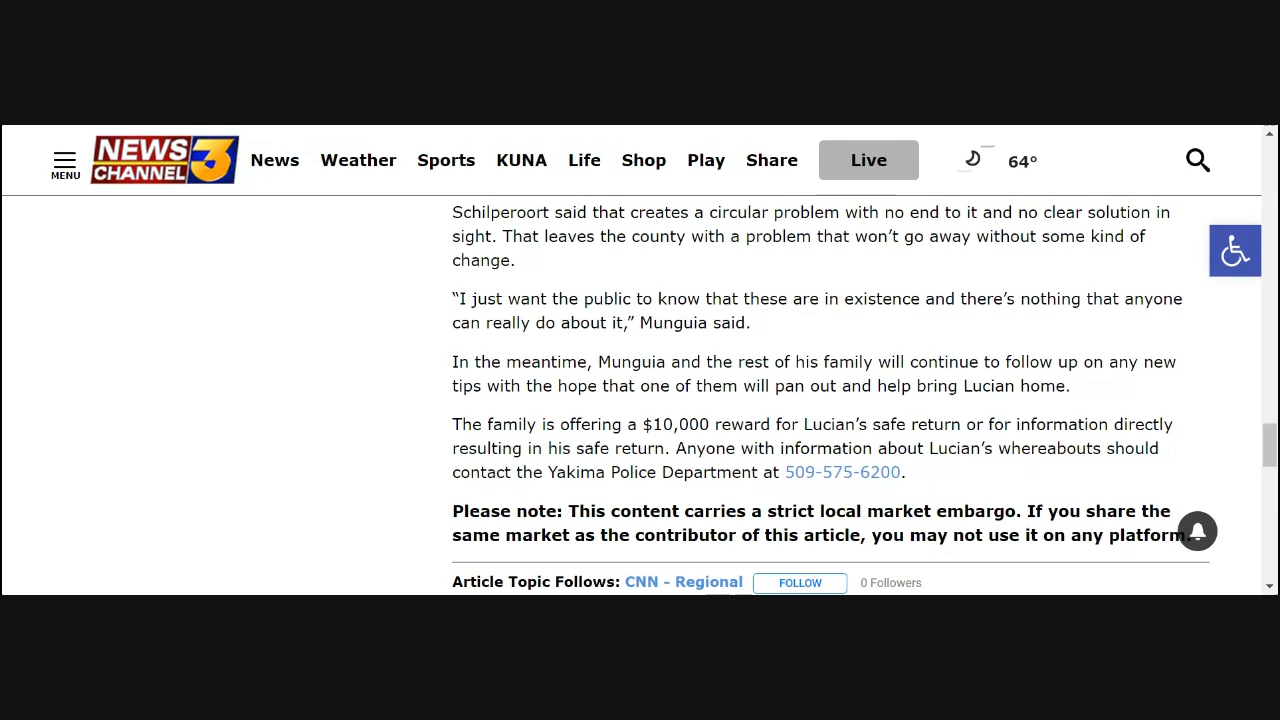 MENU
NEWS
CHANNEL 3
News Weather Sports KUNA Life Shop Play Share Live 64°
Schilperoort said that creates a circular problem with no end to it and no clear solution in
sight. That leaves the county with a problem that won’t go away without some kind of
change.
“I just want the public to know that these are in existence and there’s nothing that anyone
can really do about it,” Munguia said.
In the meantime, Munguia and the rest of his family will continue to follow up on any new
tips with the hope that one of them will pan out and help bring Lucian home.
The family is offering a $10,000 reward for Lucian’s safe return or for information directly
resulting in his safe return. Anyone with information about Lucian’s whereabouts should
contact the Yakima Police Department at 509-575-6200.
Please note: This content carries a strict local market embargo. If you share the
same market as the contributor of this article, you may not use it on any platform.
Article Topic Follows: CNN - Regional FOLLOW 0 Followers